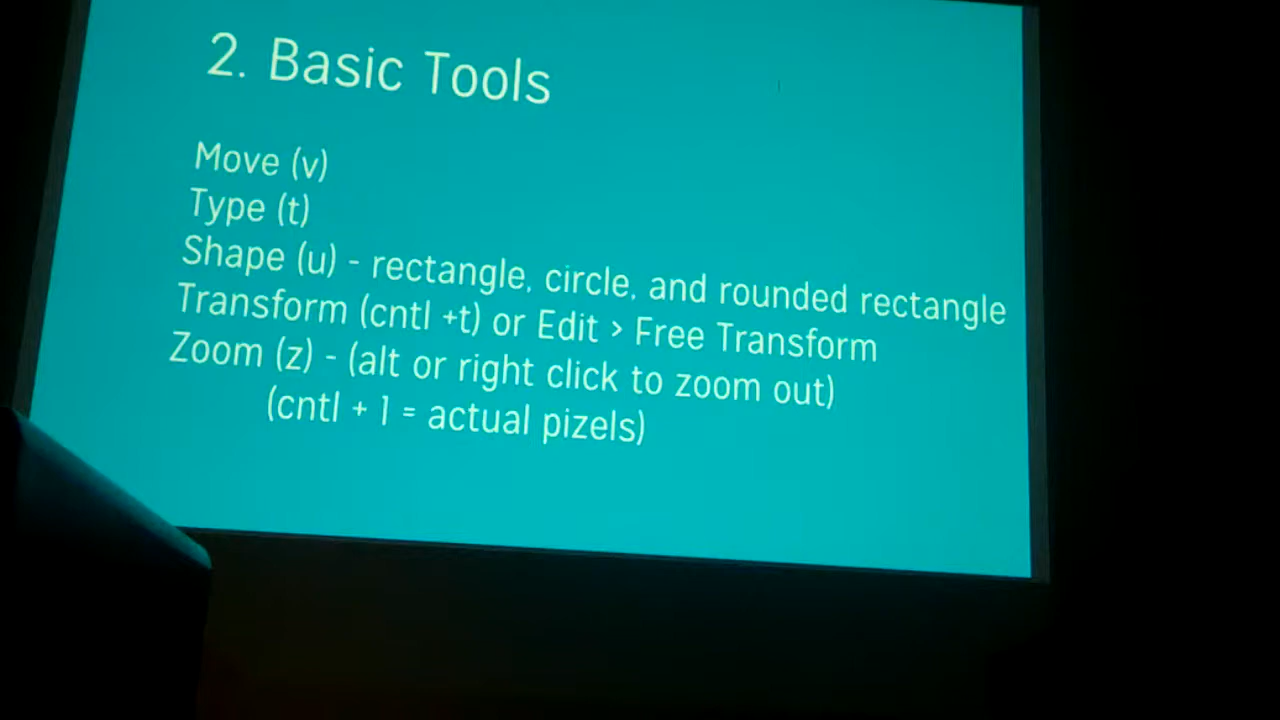 2. Basic Tools
Move (v)
Type (t)
Shape (u) - rectangle, circle, and rounded rectangle
Transform (cntl +t) or Edit > Free Transform
Zoom (z) - (alt or right click to zoom out)
(cntl + 1 = actual pizels)